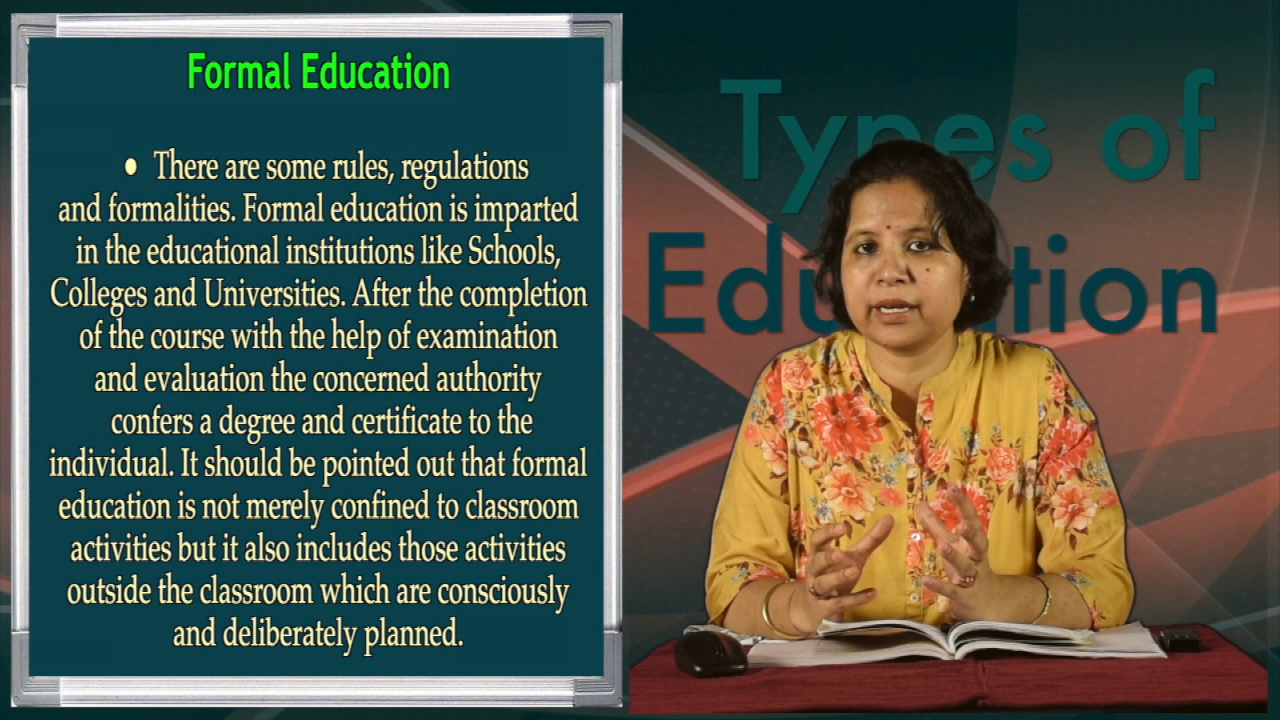 Formal Education
• There are some rules, regulations
and formalities. Formal education is imparted
in the educational institutions like Schools,
Colleges and Universities. After the completion
of the course with the help of examination
and evaluation the concerned authority
confers a degree and certificate to the
individual. It should be pointed out that formal
education is not merely confined to classroom
activities but it also includes those activities
outside the classroom which are consciously
and deliberately planned.
Types of